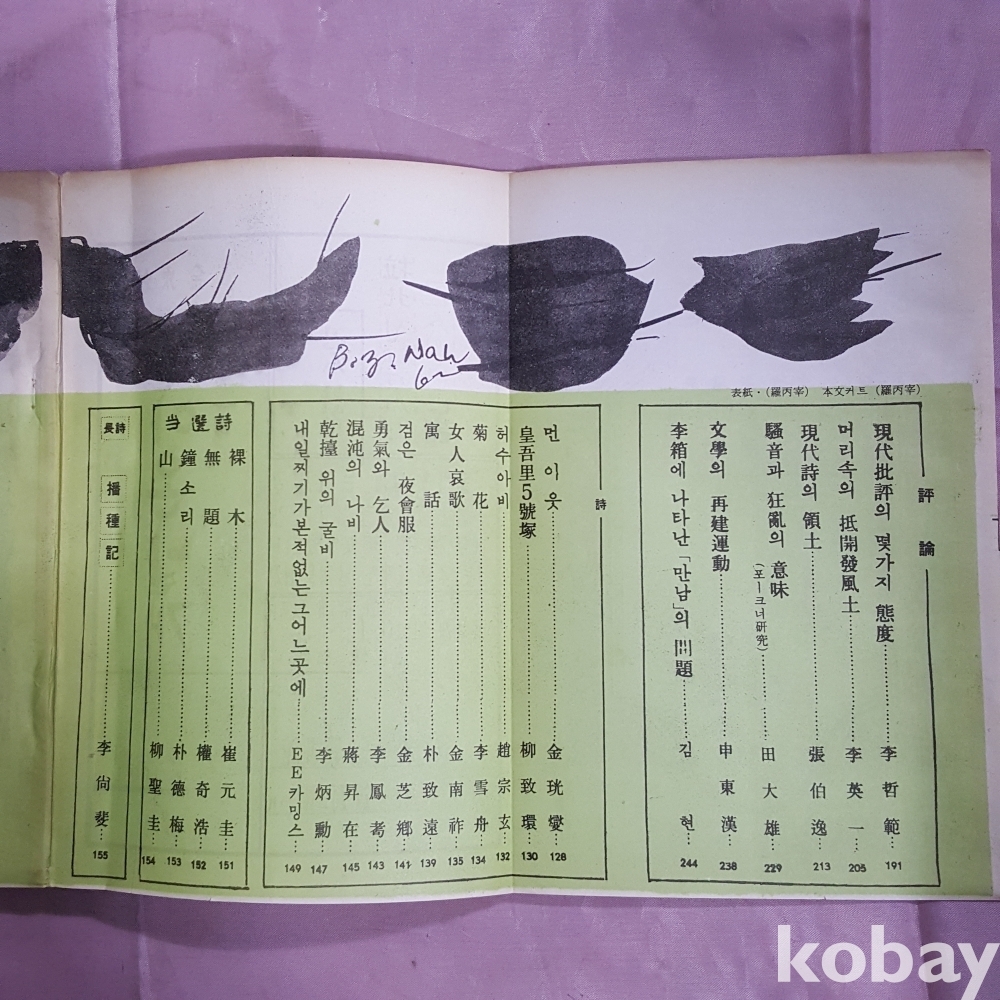 表紙·(羅丙宰) 本文커트 (羅丙宰)
評論
現代批評의 몇가지 態度……李哲範…191
머리속의 抵開發風土……李英一…205
現代詩의 領土……張伯逸…213
騷音과 狂亂의 意味……田大雄…229
(포ー크너硏究)
文學의 再建運動……申東漢…238
李箱에 나타난 「만남」의 問題……김현…244
詩
먼 이웃……金珖燮…128
皇吾里5號塚……柳致環…130
허수아비……趙宗玄…132
菊花……李雪舟…134
女人哀歌……金南祚…135
寓話……朴致遠…139
검은 夜會服……金芝鄕…141
勇氣와 乞人……李鳳耉…143
混沌의 나비……蔣昇在…145
乾擡 위의 굴비……李炳勳…147
내일찌기가본적없는그어느곳에……EE카밍스…149
当選詩
裸木……崔元圭…151
無題……權奇浩…152
鐘소리……朴德梅…153
山……柳聖圭…154
長詩
播種記……李尙斐…155
kobay